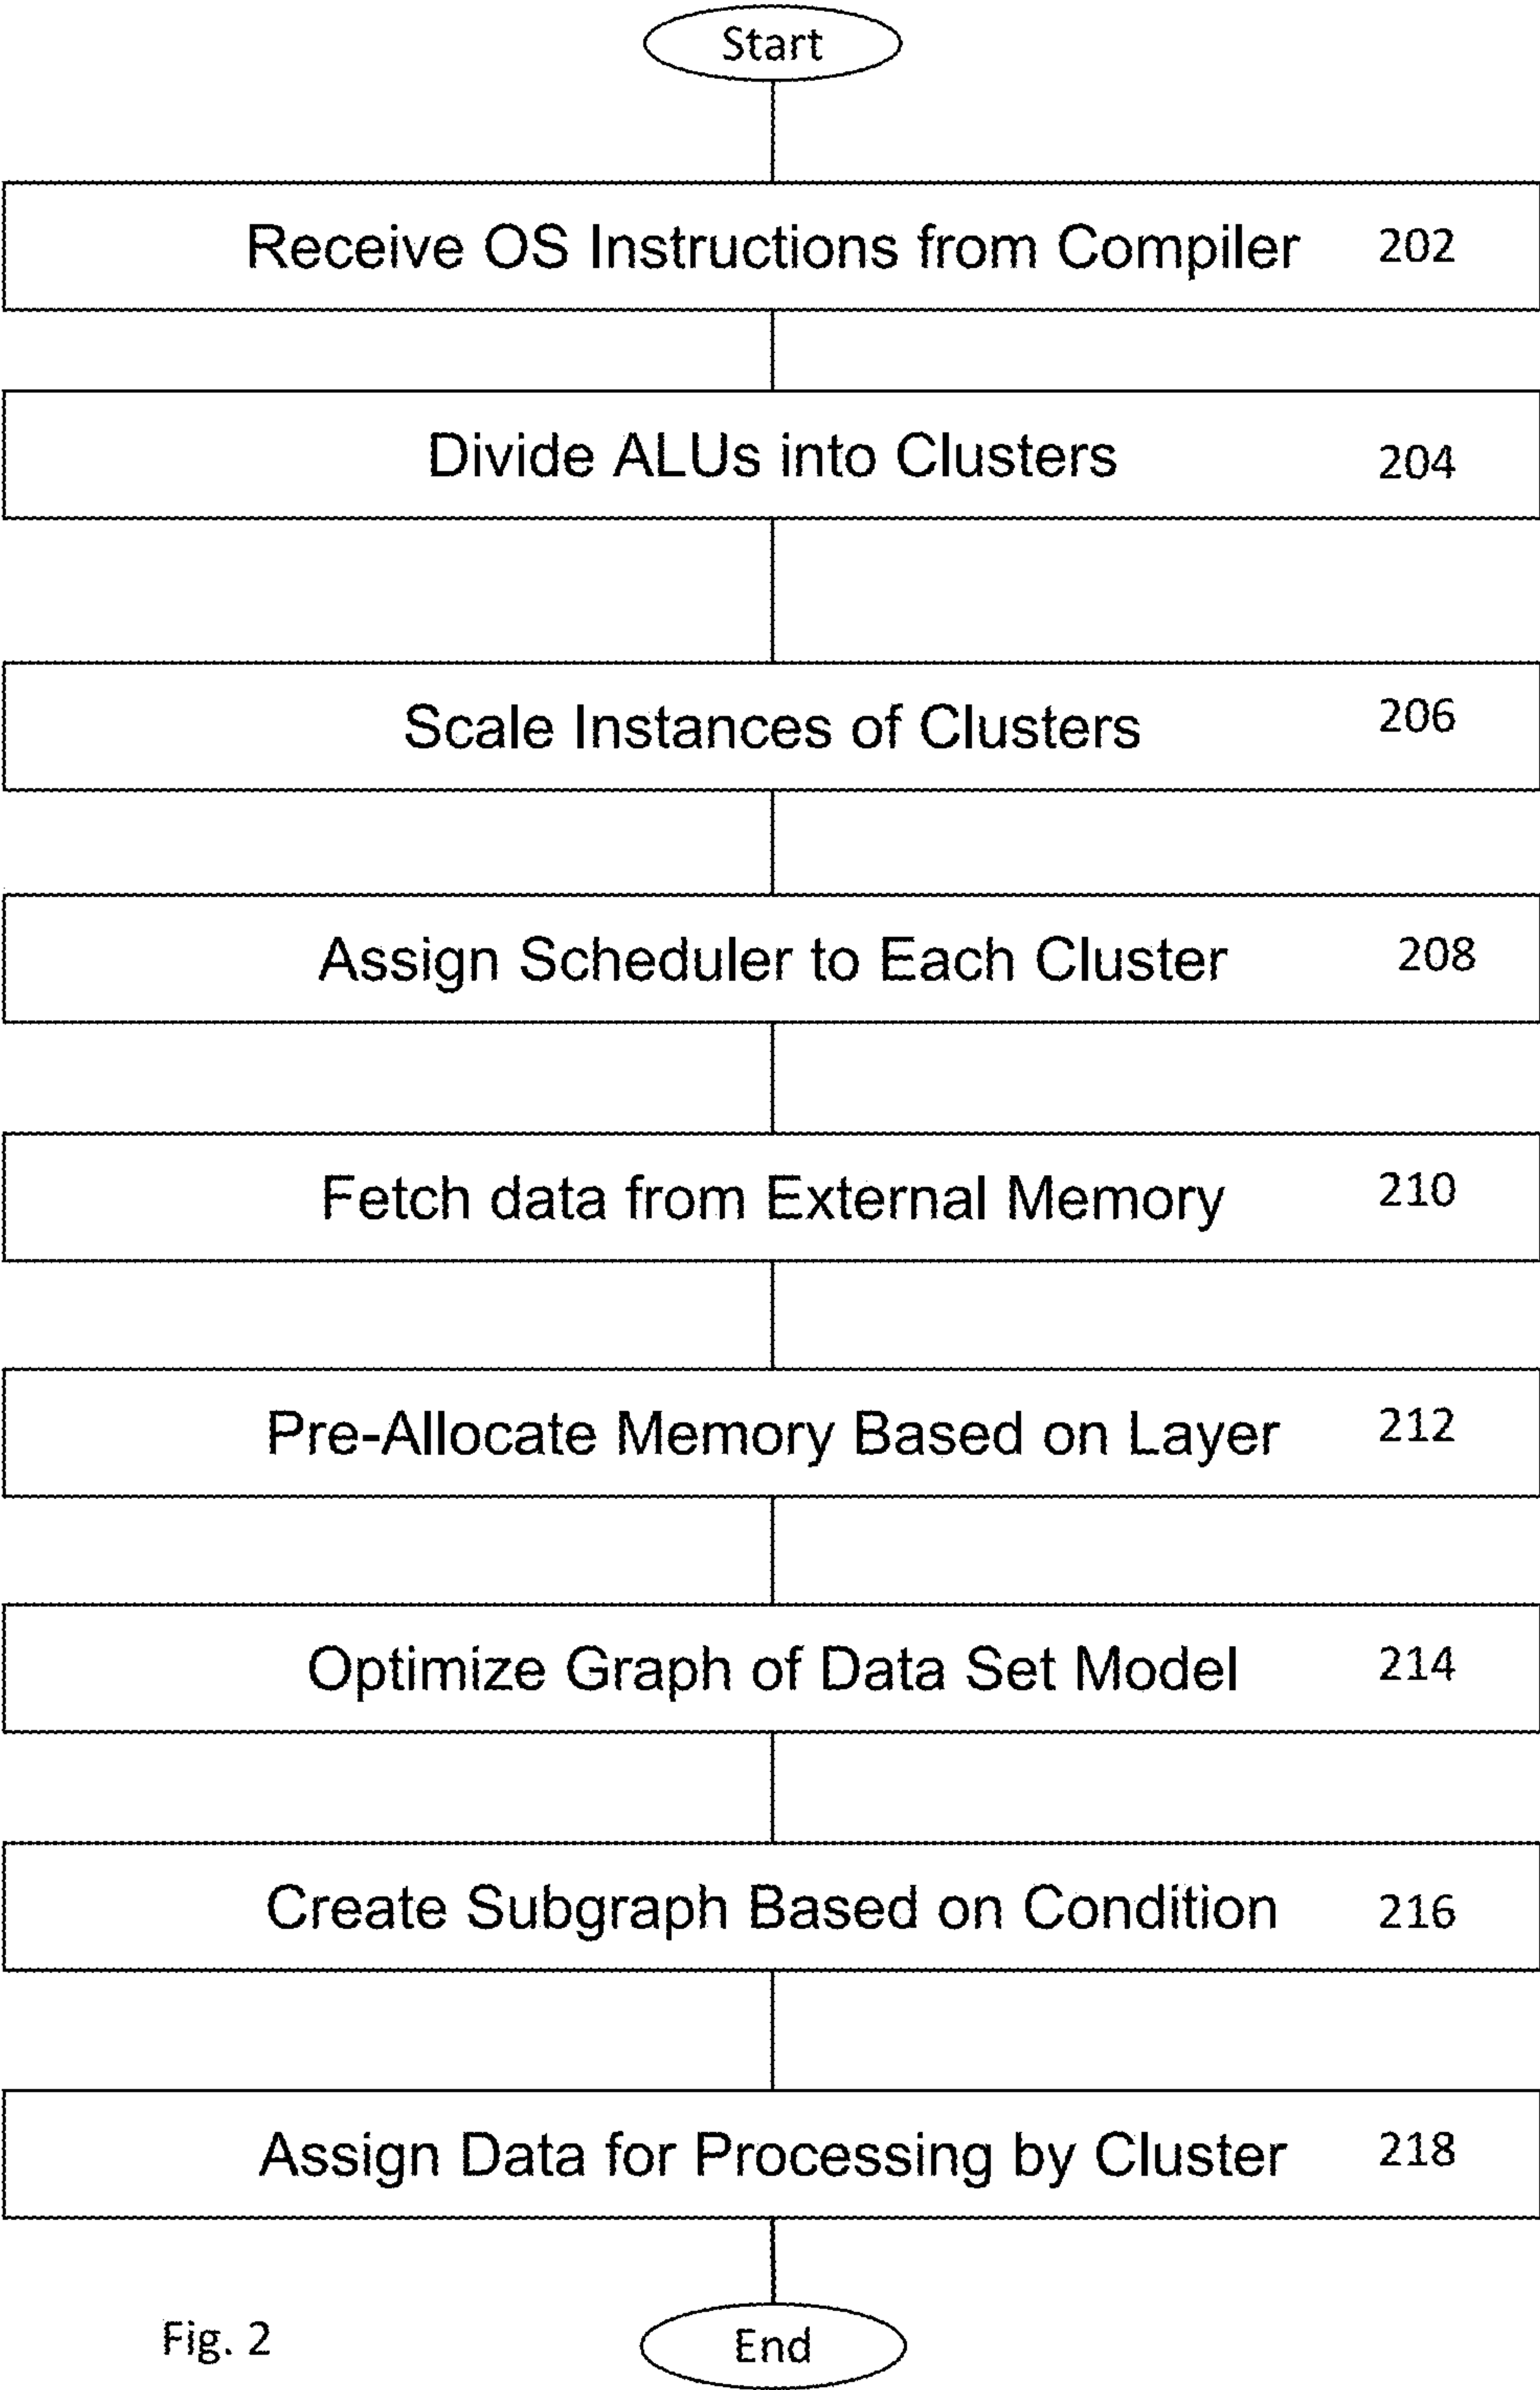 Start
Receive OS Instructions from Compiler 202
Divide ALUs into Clusters 204
Scale Instances of Clusters 206
Assign Scheduler to Each Cluster 208
Fetch data from External Memory 210
Pre-Allocate Memory Based on Layer 212
Optimize Graph of Data Set Model 214
Create Subgraph Based on Condition 216
Assign Data for Processing by Cluster 218
Fig. 2
End